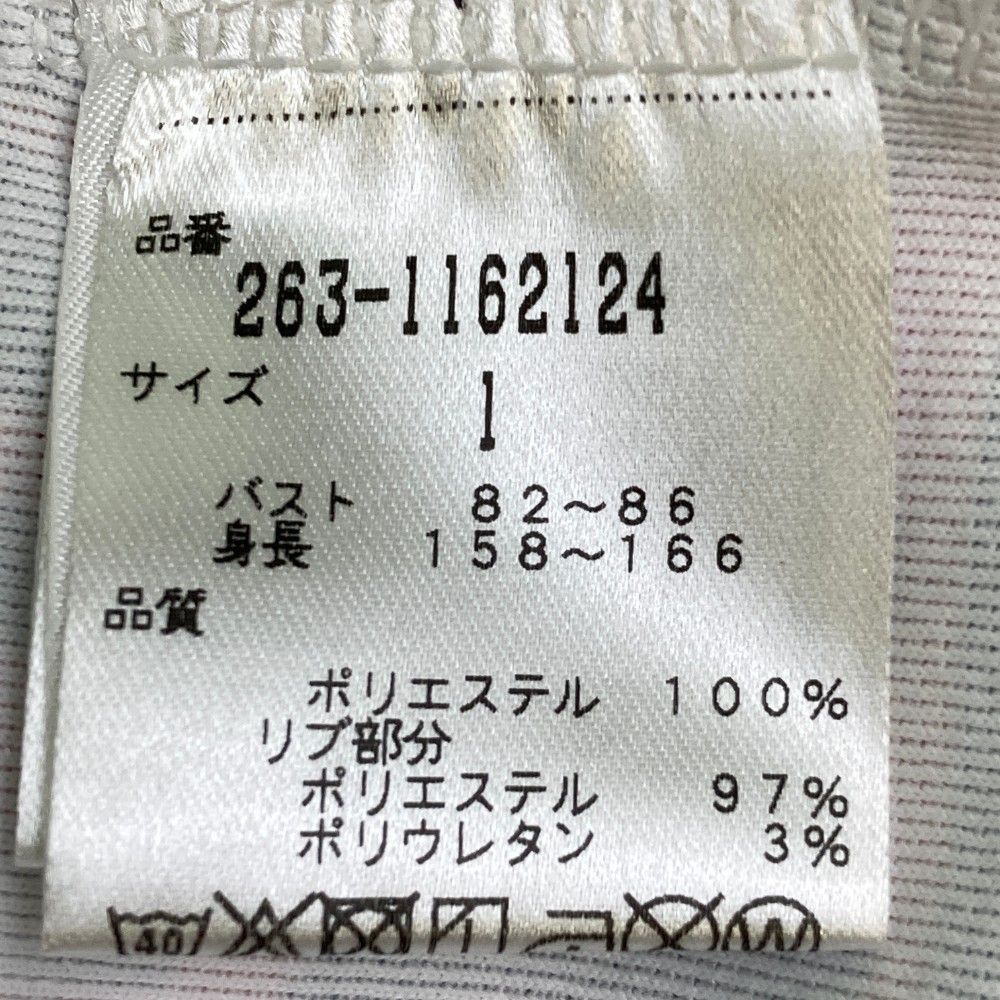 品番
263-1162124
サイズ 1
バスト 82～86
身長 158～166
品質
ポリエステル 100%
リブ部分
ポリエステル 97%
ポリウレタン 3%
40
W